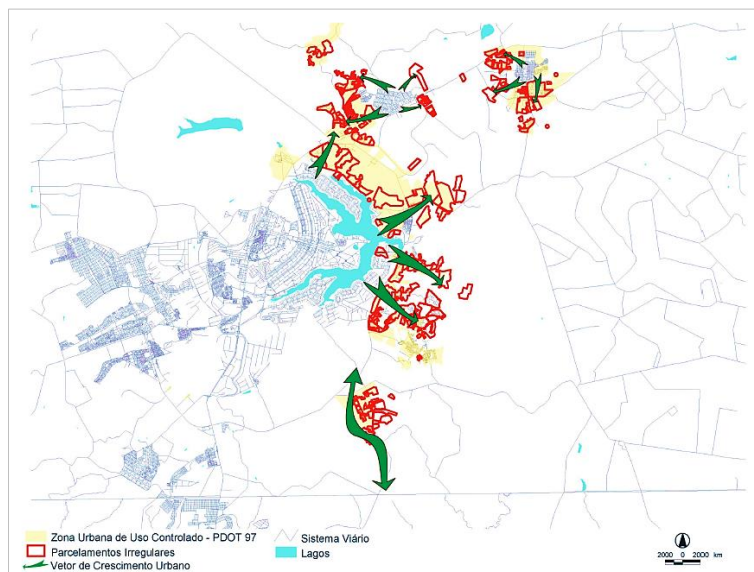 Zona Urbana de Uso Controlado - PDOT 97
Parcelamentos Irregulares
Vetor de Crescimento Urbano
Sistema Viário
Lagos
2000 0 2000 km